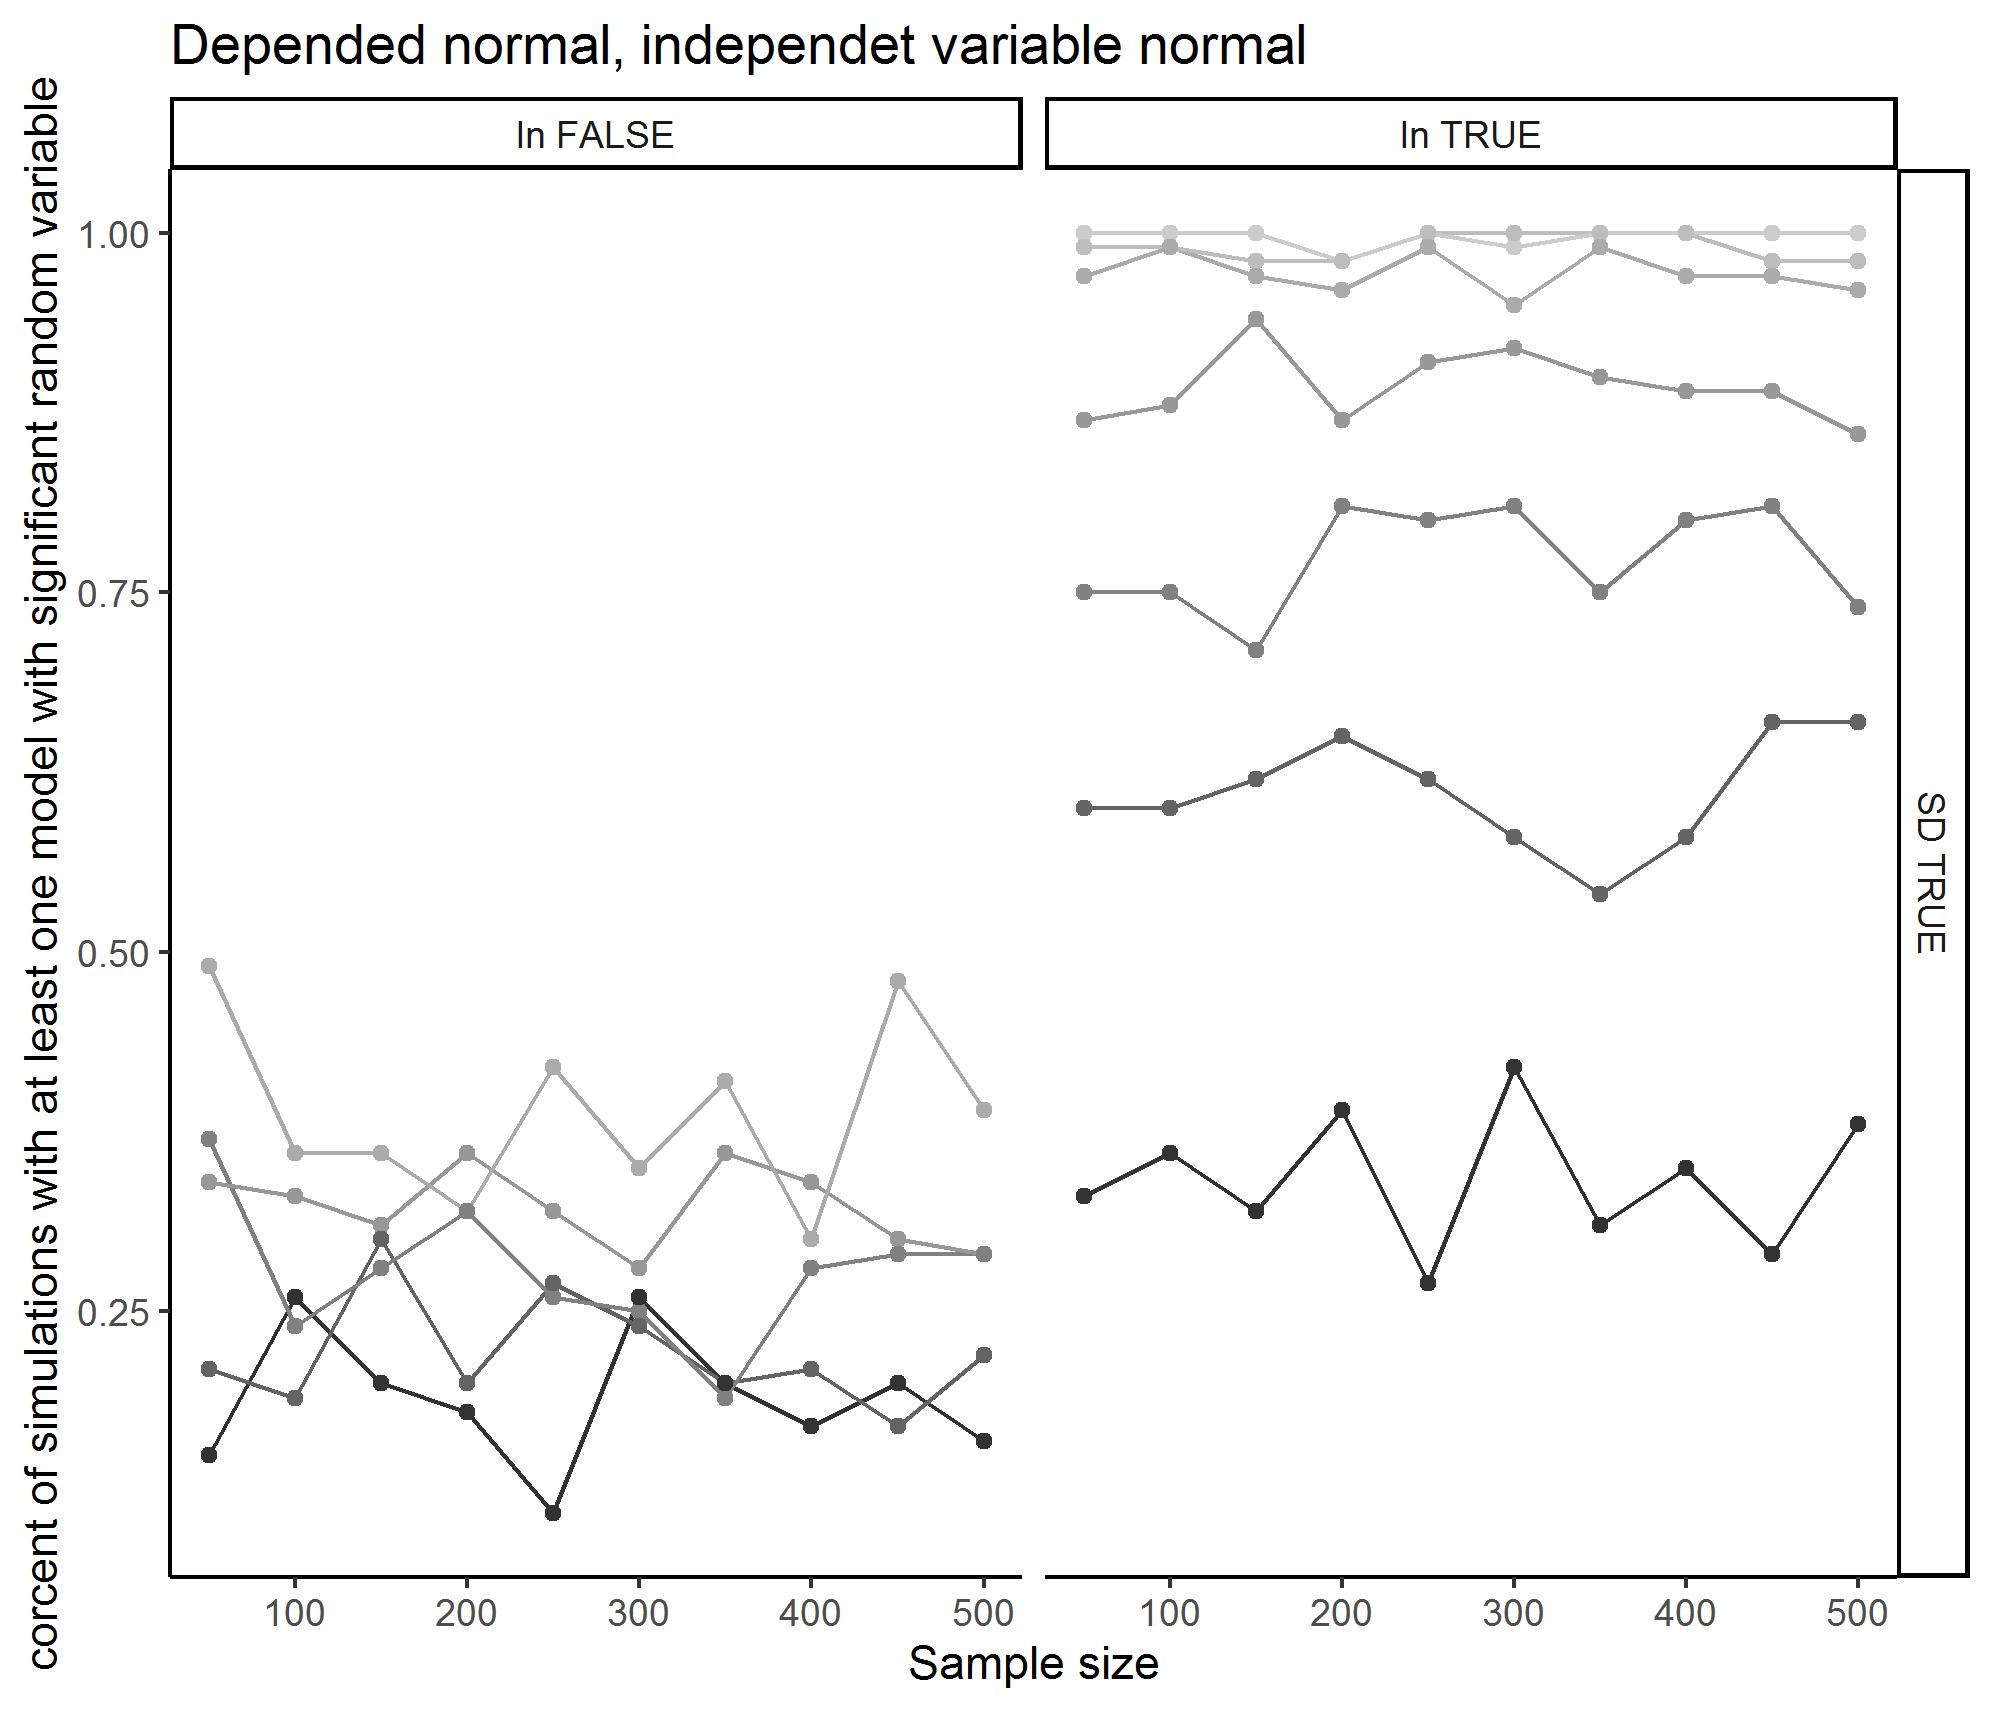 Depended normal, independet variable normal
In FALSE
In TRUE
corcent of simulations with at least one model with significant random variable
1.00
0.75
0.50
0.25
SD TRUE
100 200 300 400 500
100 200 300 400 500
Sample size